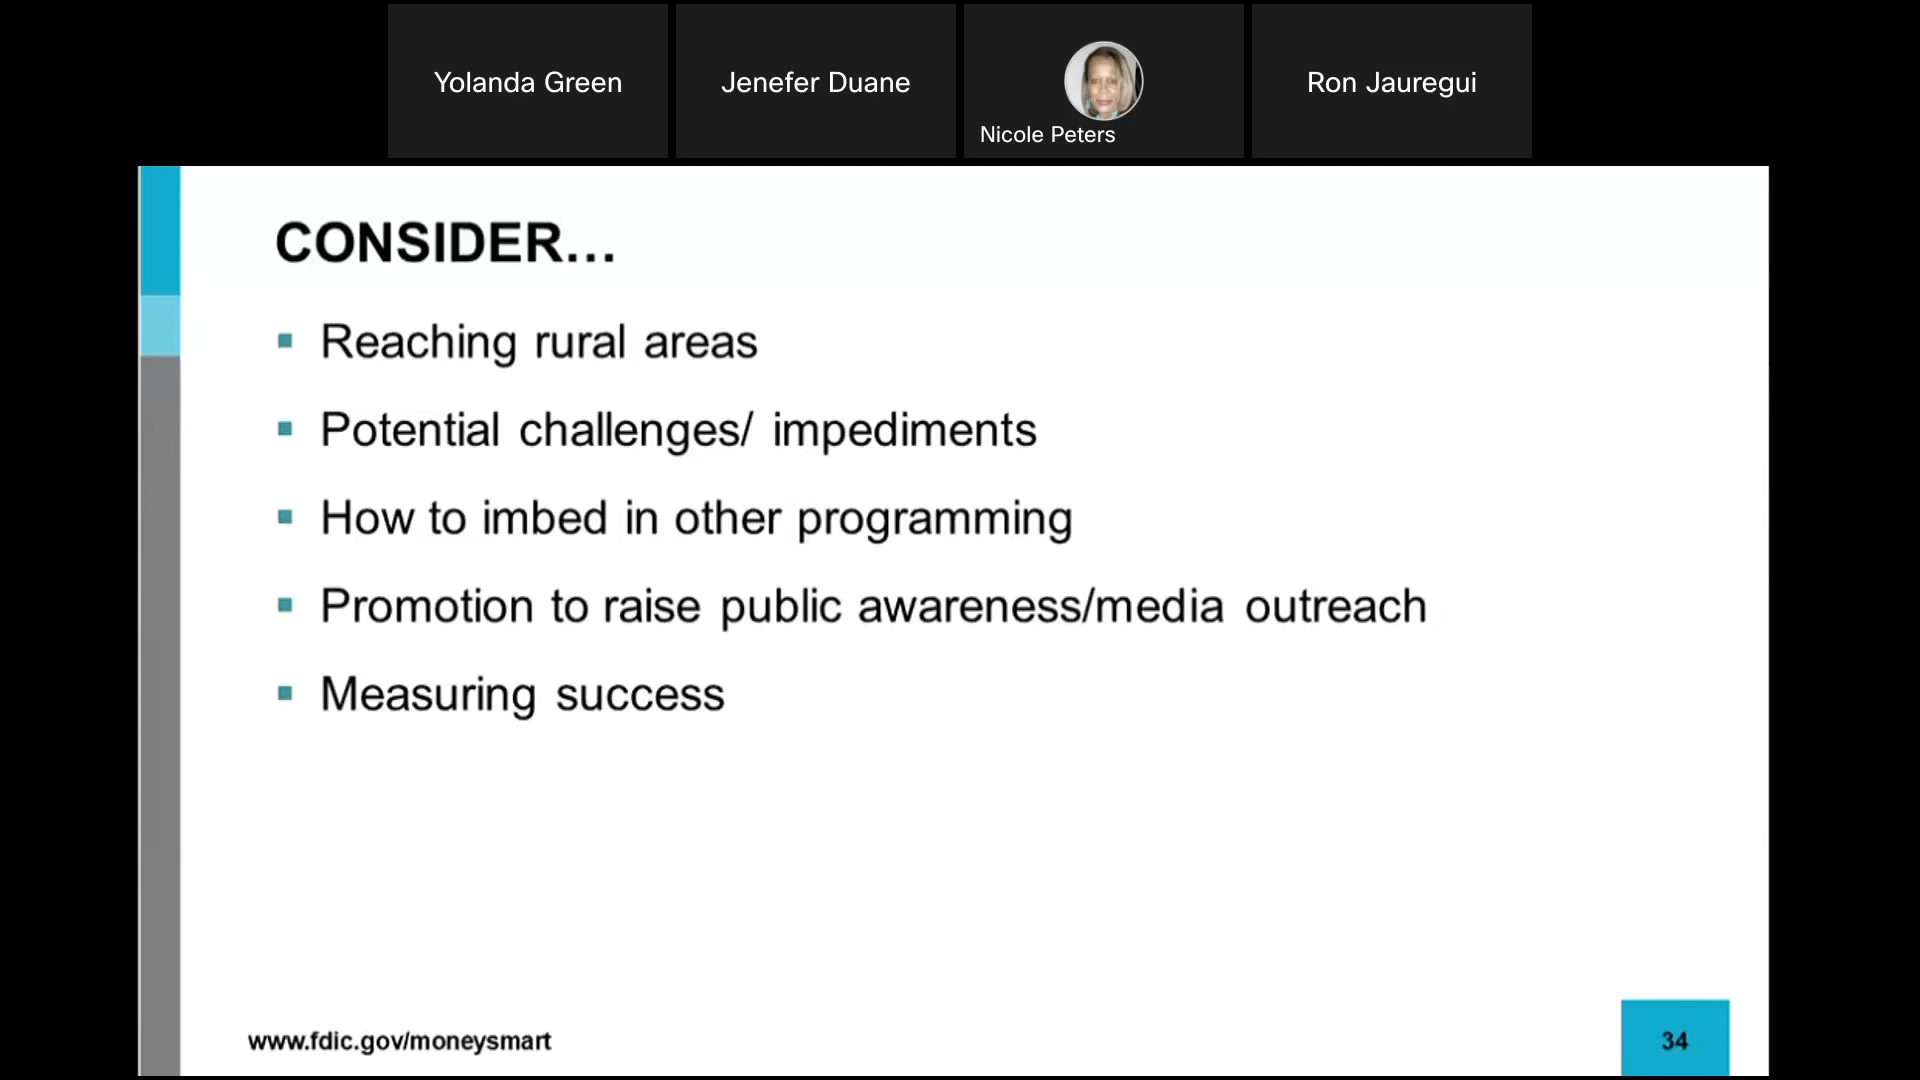 Yolanda Green
Jenefer Duane
Nicole Peters
Ron Jauregui
CONSIDER...
Reaching rural areas
Potential challenges/ impediments
How to imbed in other programming
Promotion to raise public awareness/media outreach
Measuring success
www.fdic.gov/moneysmart
34